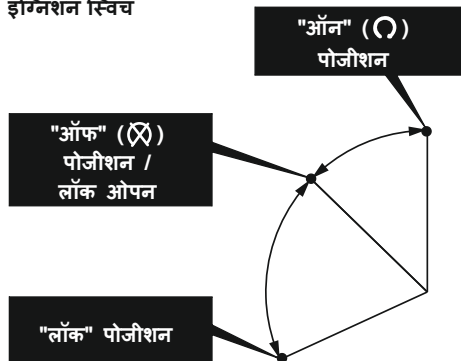 इग्निशन स्विच
"ऑन" ( )
पोजीशन
"ऑफ" ( )
पोजीशन /
लॉक ओपन
"लॉक" पोजीशन